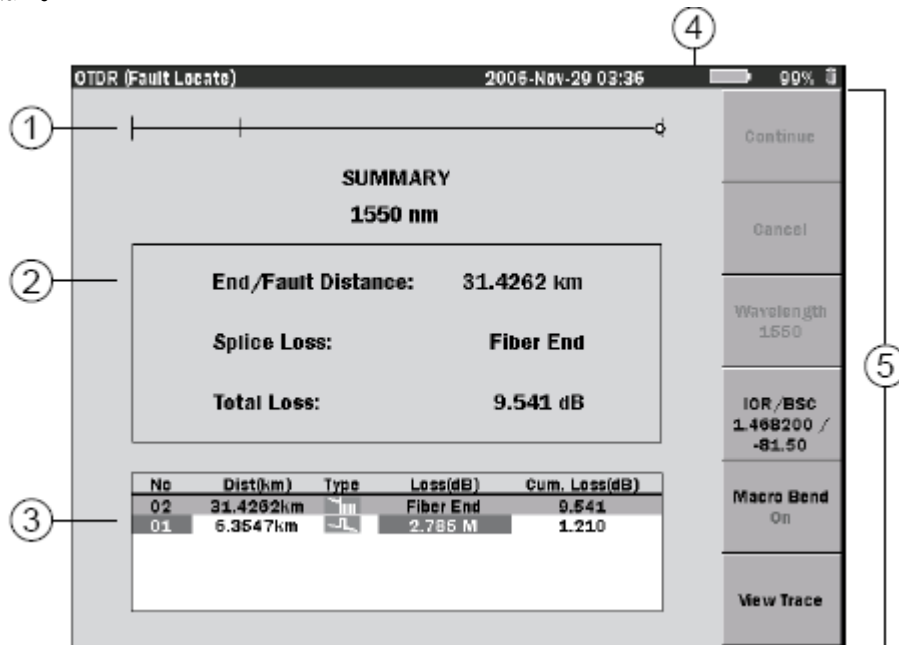 4
OTDR (Fault Locate) 2006-Nov-29 03:36 99%
1
SUMMARY
1550 nm
2
End/Fault Distance: 31.4262 km
Splice Loss: Fiber End
Total Loss: 9.541 dB
3
No Dist(km) Type Loss(dB) Cum. Loss(dB)
02 31.4262km Fiber End 9.541
01 6.3547km 2.785 M 1.210
Continue
Cancel
Wavelength
1550
5
IOR/BSC
1.468200 /
-81.50
Macro Bend
On
View Trace